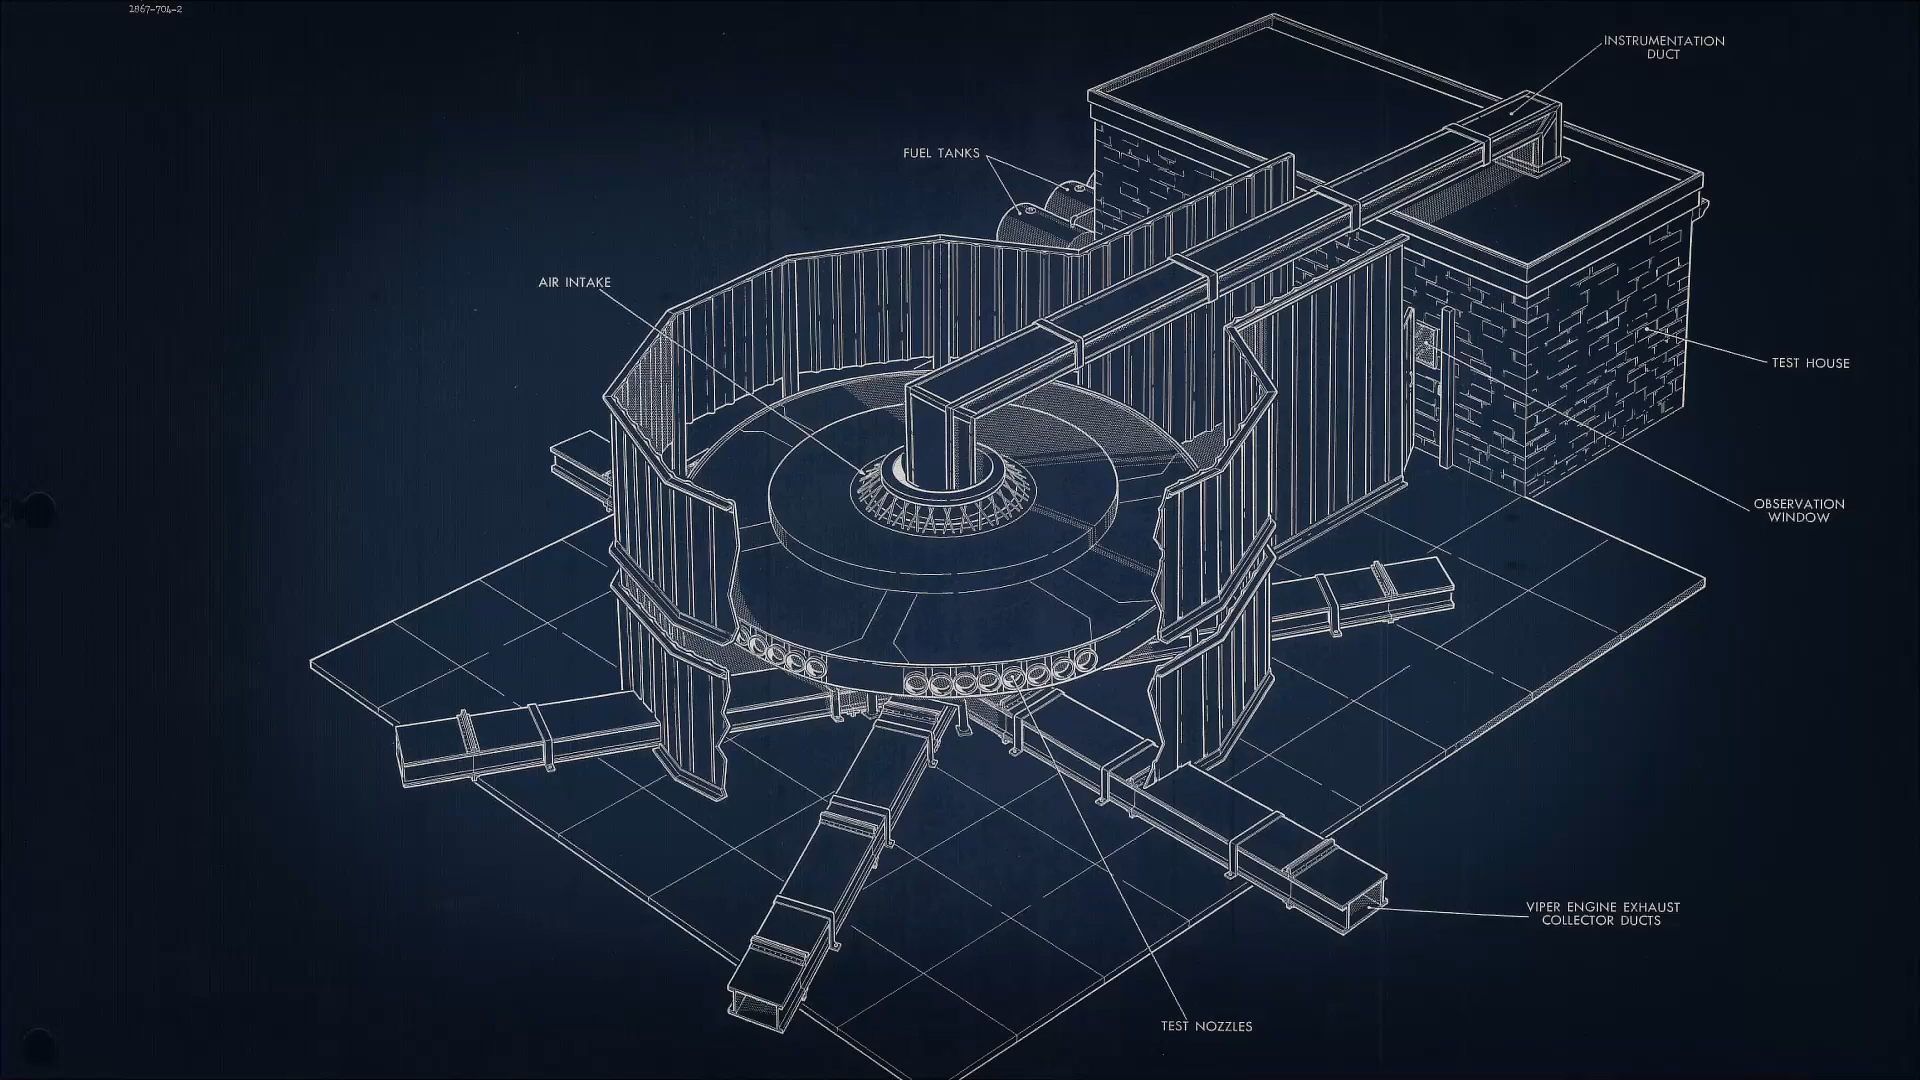 2867-704-2
INSTRUMENTATION
DUCT
FUEL TANKS
AIR INTAKE
TEST HOUSE
OBSERVATION
WINDOW
VIPER ENGINE EXHAUST
COLLECTOR DUCTS
TEST NOZZLES